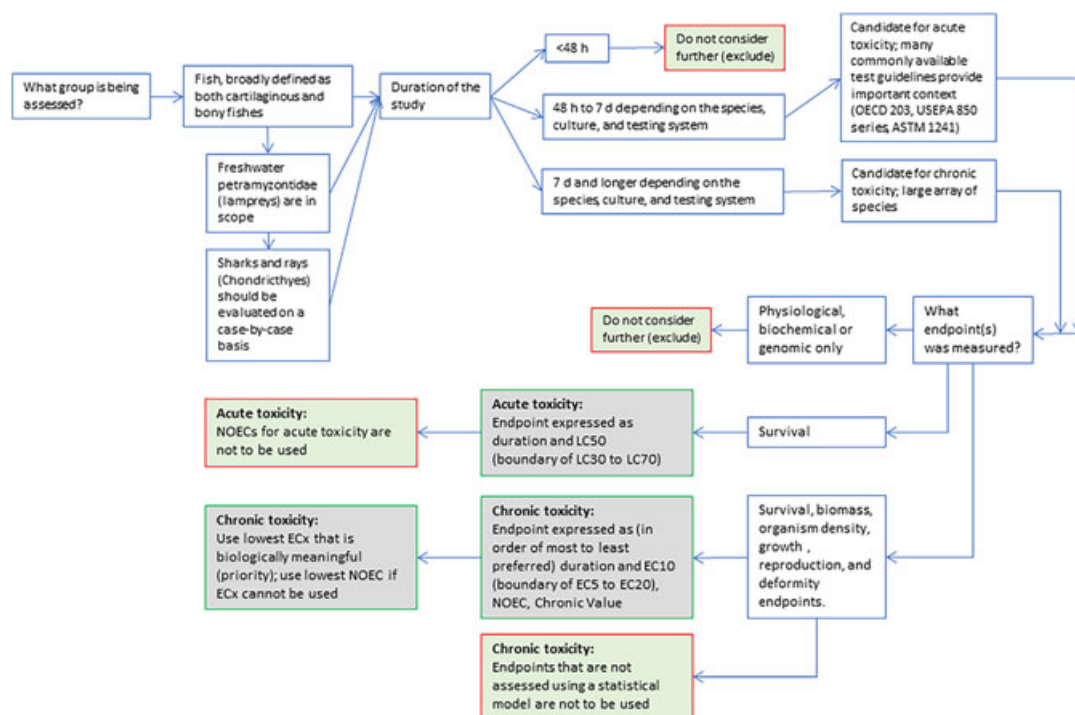 What group is being
assessed?
Fish, broadly defined as
both cartilaginous and
bony fishes
Freshwater
petramyzontidae
(lampreys) are in
scope
Sharks and rays
(Chondricthyes)
should be
evaluated on a
case-by-case
basis
Duration of the
study
<48 h
Do not consider
further (exclude)
48 h to 7 d depending on the species,
culture, and testing system
Candidate for acute
toxicity; many
commonly available
test guidelines provide
important context
(OECD 203, USEPA 850
series, ASTM 1241)
7 d and longer depending on the
species, culture, and testing system
Candidate for chronic
toxicity; large array of
species
What
endpoint(s)
was measured?
Physiological,
biochemical or
genomic only
Do not consider
further (exclude)
Survival
Acute toxicity:
Endpoint expressed as
duration and LC50
(boundary of LC30 to LC70)
Acute toxicity:
NOECs for acute toxicity are
not to be used
Survival, biomass,
organism density,
growth ,
reproduction, and
deformity
endpoints.
Chronic toxicity:
Endpoint expressed as (in
order of most to least
preferred) duration and EC10
(boundary of EC5 to EC20),
NOEC, Chronic Value
Chronic toxicity:
Use lowest ECx that is
biologically meaningful
(priority); use lowest NOEC if
ECx cannot be used
Chronic toxicity:
Endpoints that are not
assessed using a statistical
model are not to be used